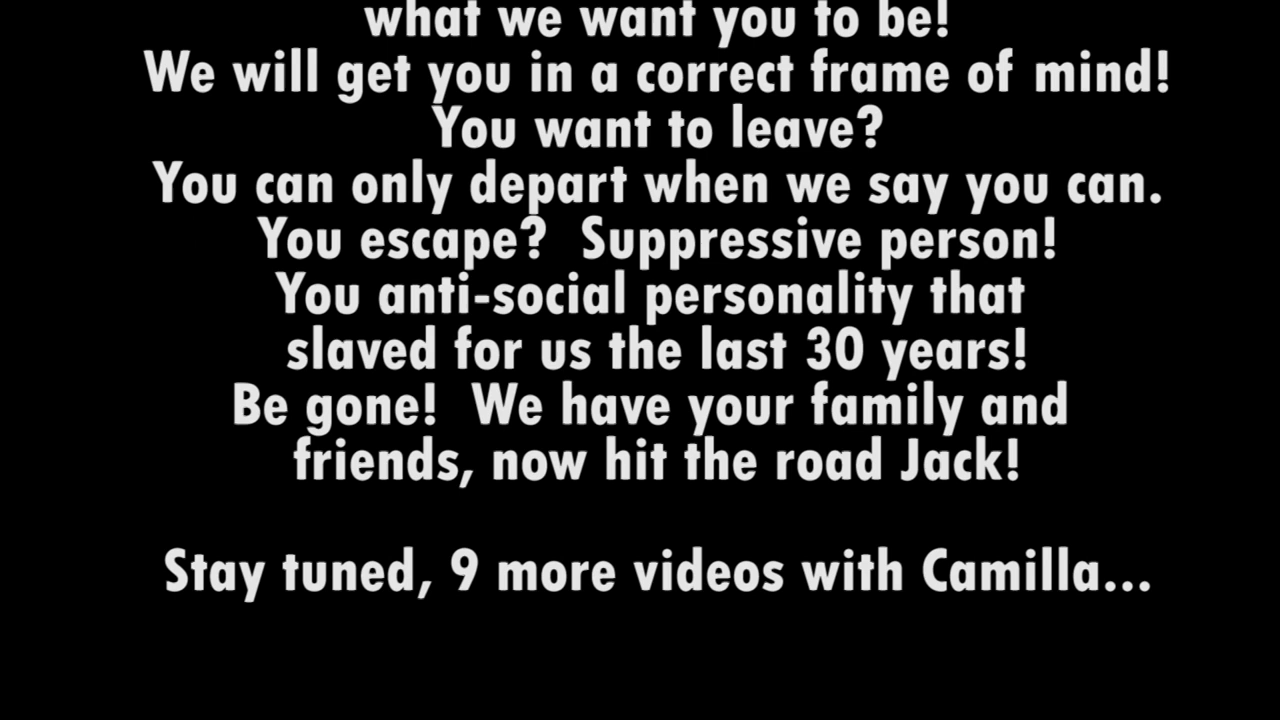 what we want you to be!
We will get you in a correct frame of mind!
You want to leave?
You can only depart when we say you can.
You escape?  Suppressive person!
You anti-social personality that
slaved for us the last 30 years!
Be gone!  We have your family and
friends, now hit the road Jack!
Stay tuned, 9 more videos with Camilla...